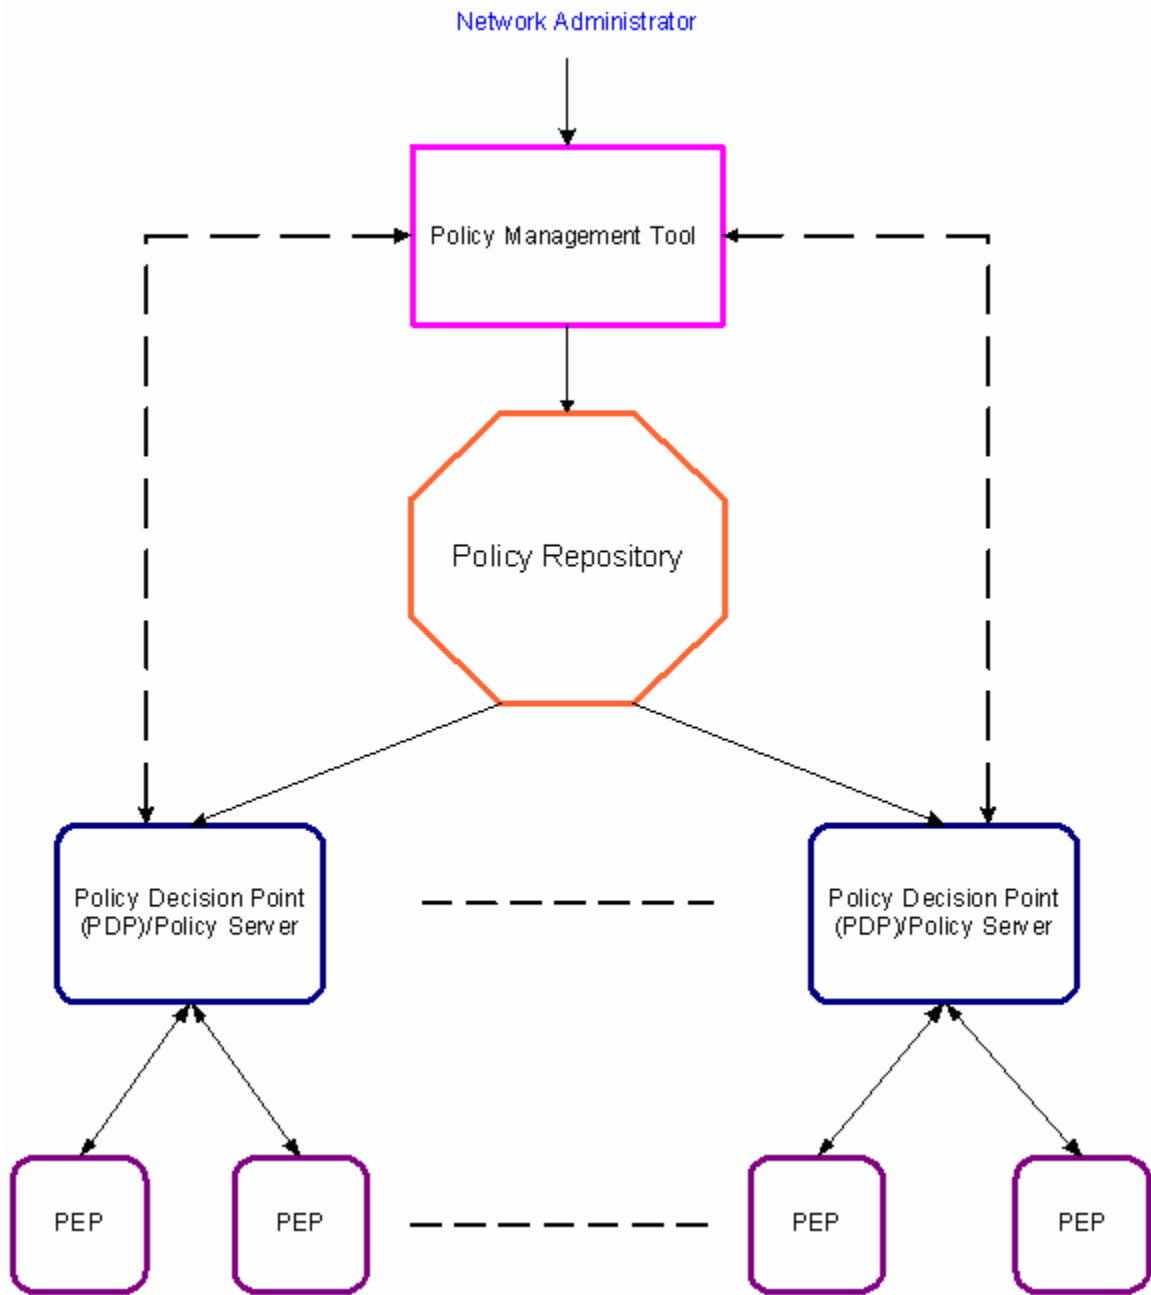 Network Administrator
Policy Management Tool
Policy Repository
Policy Decision Point
(PDP)/Policy Server
Policy Decision Point
(PDP)/Policy Server
PEP
PEP
PEP
PEP